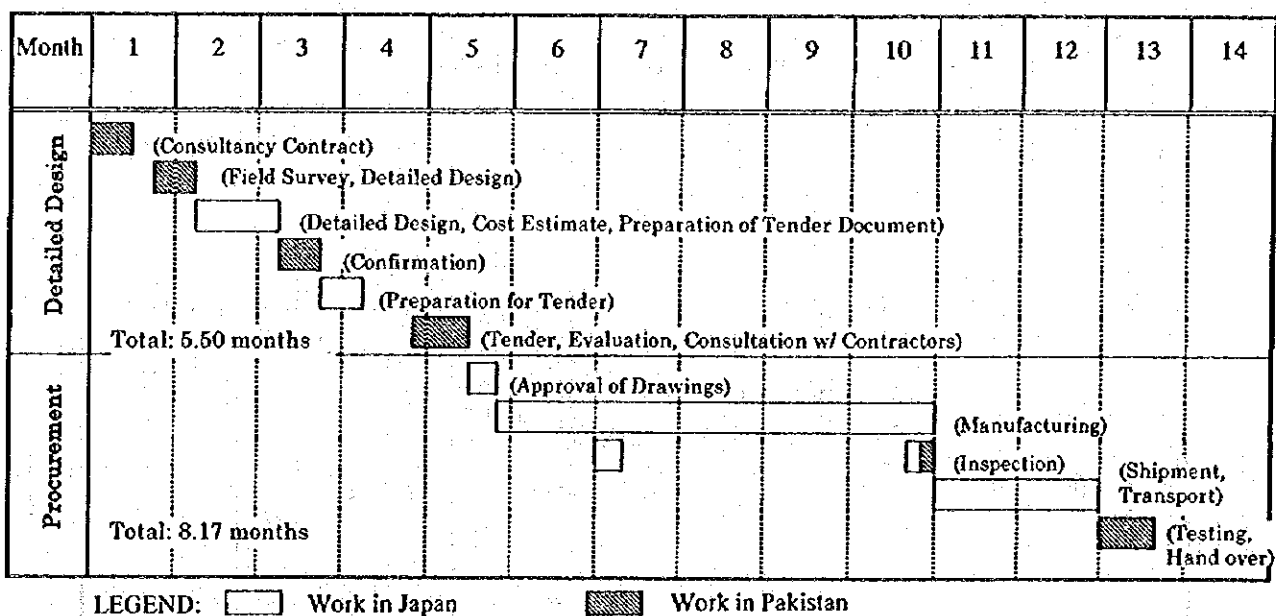 Month 1 2 3 4 5 6 7 8 9 10 11 12 13 14
Detailed Design
(Consultancy Contract)
(Field Survey, Detailed Design)
(Detailed Design, Cost Estimate, Preparation of Tender Document)
(Confirmation)
(Preparation for Tender)
Total: 5.50 months
(Tender, Evaluation, Consultation w/ Contractors)
Procurement
(Approval of Drawings)
(Manufacturing)
(Inspection)
(Shipment,
Transport)
Total: 8.17 months
(Testing,
Hand over)
LEGEND: Work in Japan Work in Pakistan